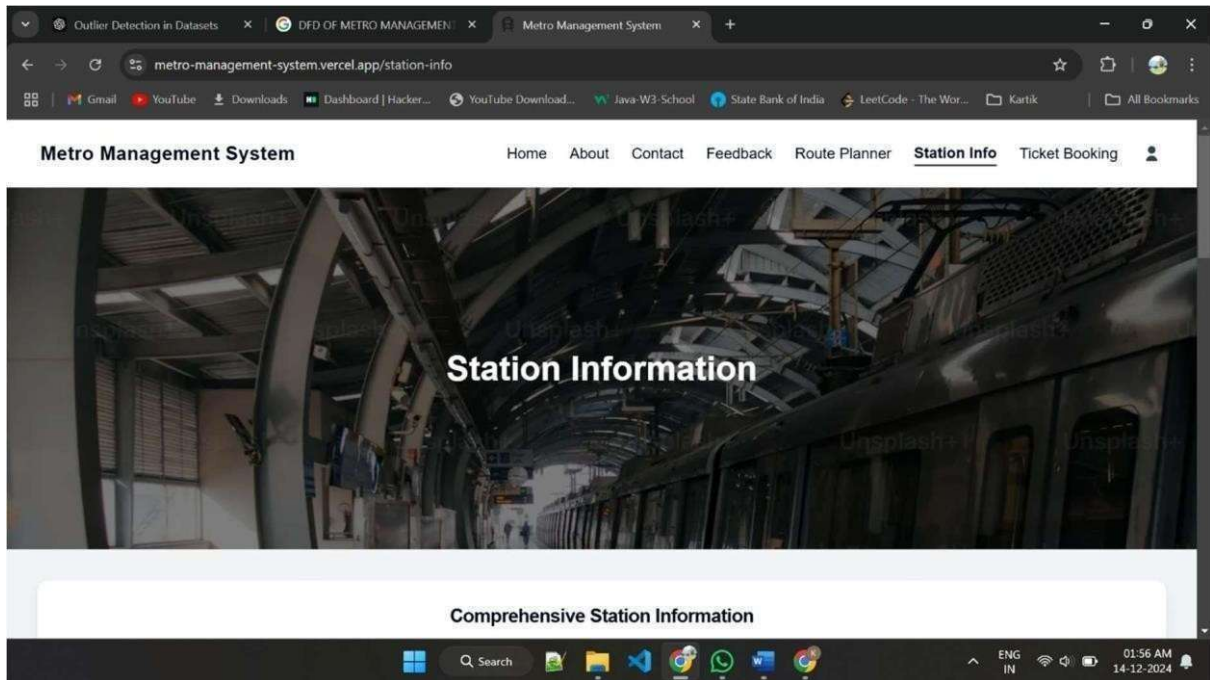 Outlier Detection in Datasets
DFD OF METRO MANAGEMEN
Metro Management System
metro-management-system.vercel.app/station-info
Gmail YouTube Downloads Dashboard | Hacker... YouTube Download... Java-W3-School State Bank of India LeetCode - The Wor... Kartik All Bookmarks
Metro Management System
Home About Contact Feedback Route Planner Station Info Ticket Booking
Unsplash+
Station Information
Unsplash+
Comprehensive Station Information
Search
ENG
IN
01:56 AM
14-12-2024